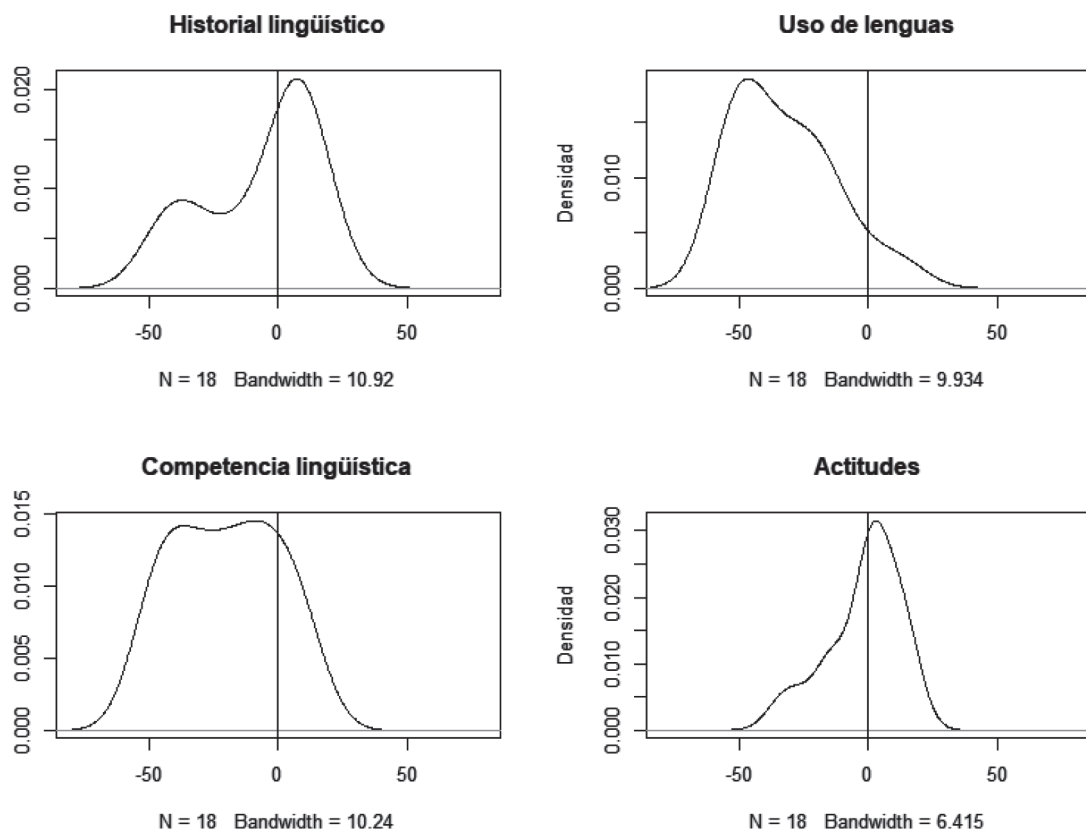 Historial lingüístico
0.000
0.010
0.020
-50 0 50
N = 18 Bandwidth = 10.92
Uso de lenguas
Densidad
0.000
0.010
-50 0 50
N = 18 Bandwidth = 9.934
Competencia lingüística
0.000
0.005
0.010
0.015
-50 0 50
N = 18 Bandwidth = 10.24
Actitudes
Densidad
0.000
0.010
0.020
0.030
-50 0 50
N = 18 Bandwidth = 6.415